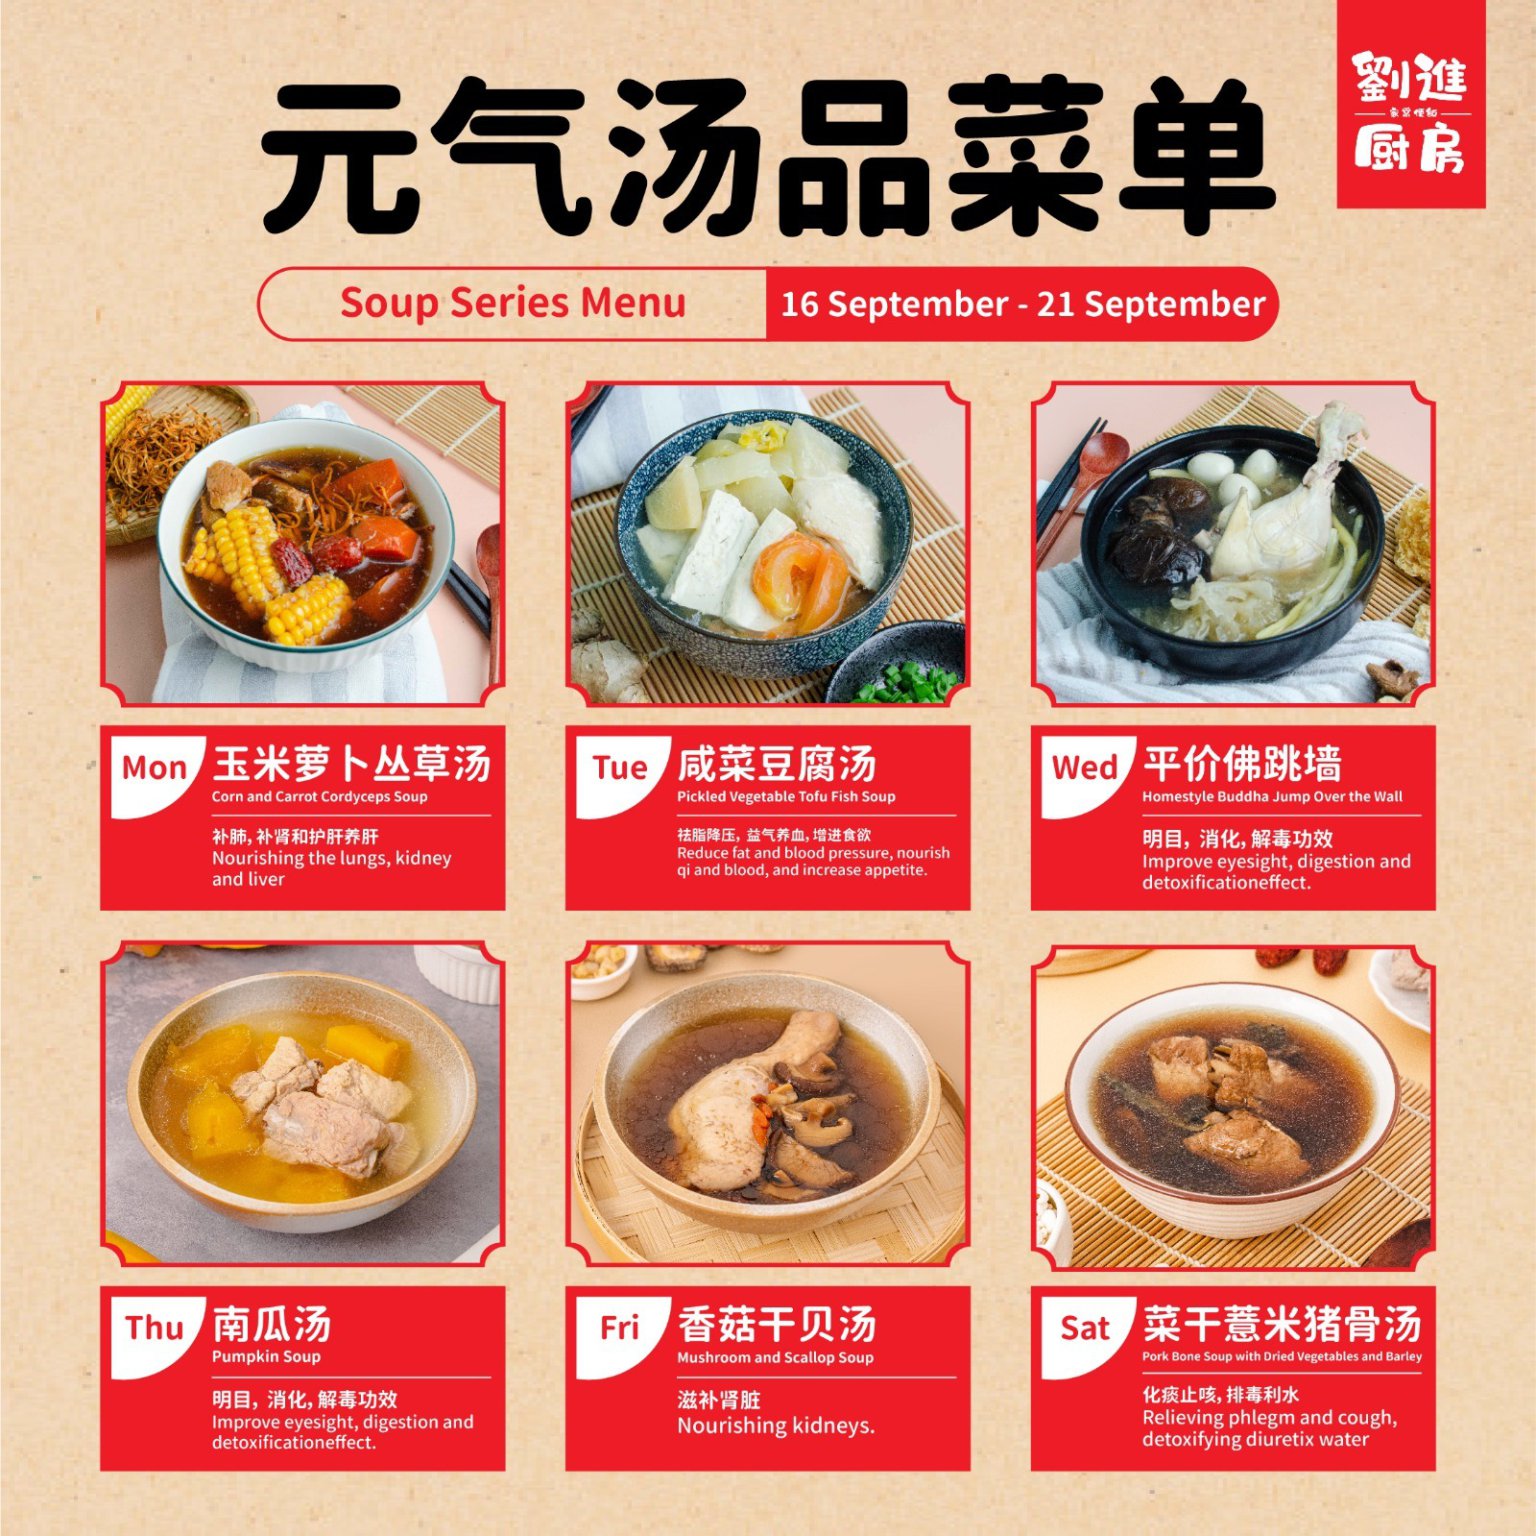 元气汤品菜单
劉進
家常便飯
厨房
Soup Series Menu
16 September - 21 September
Mon
玉米萝卜丛草汤
Corn and Carrot Cordyceps Soup
补肺, 补肾和护肝养肝
Nourishing the lungs, kidney
and liver
Tue
咸菜豆腐汤
Pickled Vegetable Tofu Fish Soup
祛脂降压, 益气养血, 增进食欲
Reduce fat and blood pressure, nourish
qi and blood, and increase appetite.
Wed
平价佛跳墙
Homestyle Buddha Jump Over the Wall
明目, 消化, 解毒功效
Improve eyesight, digestion and
detoxificationeffect.
Thu
南瓜汤
Pumpkin Soup
明目, 消化, 解毒功效
Improve eyesight, digestion and
detoxificationeffect.
Fri
香菇干贝汤
Mushroom and Scallop Soup
滋补肾脏
Nourishing kidneys.
Sat
菜干薏米猪骨汤
Pork Bone Soup with Dried Vegetables and Barley
化痰止咳, 排毒利水
Relieving phlegm and cough,
detoxifying diuretix water